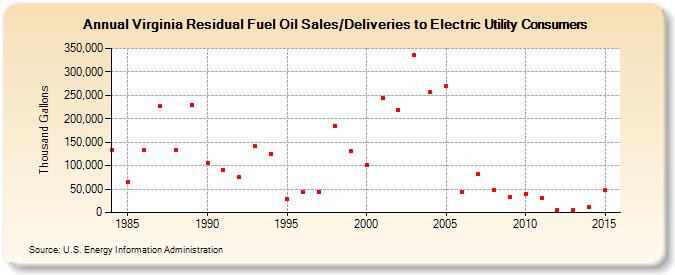 Annual Virginia Residual Fuel Oil Sales/Deliveries to Electric Utility Consumers
Thousand Gallons
350,000
300,000
250,000
200,000
150,000
100,000
50,000
0
1985 1990 1995 2000 2005 2010 2015
Source: U.S. Energy Information Administration